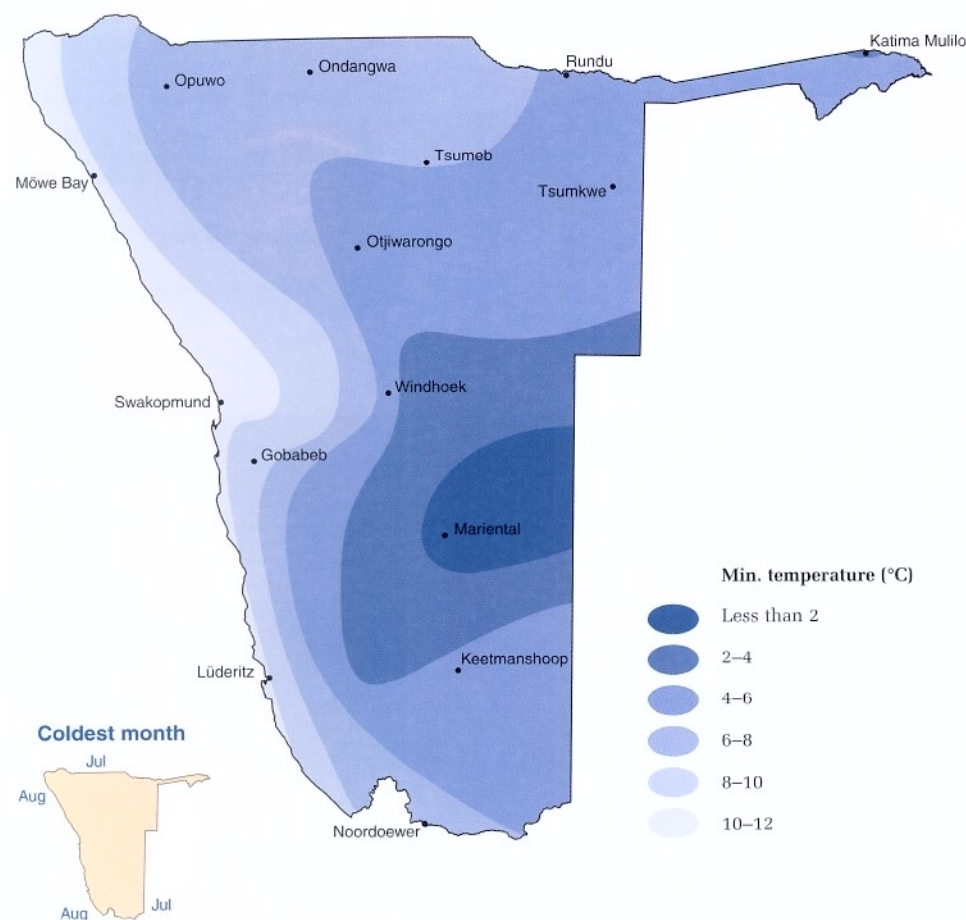 Katima Mulilo
Rundu
Ondangwa
Opuwo
Tsumeb
Möwe Bay
Tsumkwe
Otjiwarongo
Windhoek
Swakopmund
Gobabeb
Mariental
Min. temperature (°C)
Less than 2
2–4
4–6
6–8
8–10
10–12
Keetmanshoop
Lüderitz
Noordoewer
Coldest month
Jul
Aug
Aug
Jul